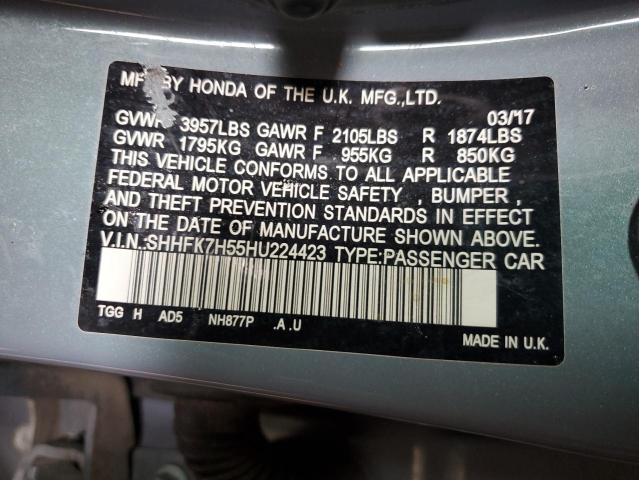 MFD BY HONDA OF THE U.K. MFG.,LTD.
03/17
GVWR 3957LBS GAWR F 2105LBS R 1874LBS
GVWR 1795KG GAWR F 955KG R 850KG
THIS VEHICLE CONFORMS TO ALL APPLICABLE
FEDERAL MOTOR VEHICLE SAFETY , BUMPER ,
AND THEFT PREVENTION STANDARDS IN EFFECT
ON THE DATE OF MANUFACTURE SHOWN ABOVE.
V.I.N.:SHHFK7H55HU224423 TYPE:PASSENGER CAR
TGG H AD5 NH877P .A .U
MADE IN U.K.